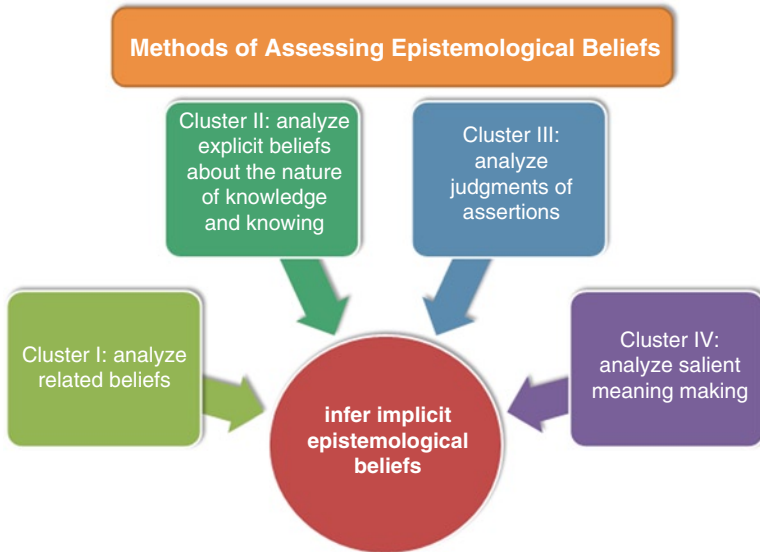 Methods of Assessing Epistemological Beliefs
Cluster II: analyze
explicit beliefs
about the nature
of knowledge
and knowing
Cluster III:
analyze
judgments of
assertions
Cluster I: analyze
related beliefs
Cluster IV:
analyze salient
meaning making
infer implicit
epistemological
beliefs